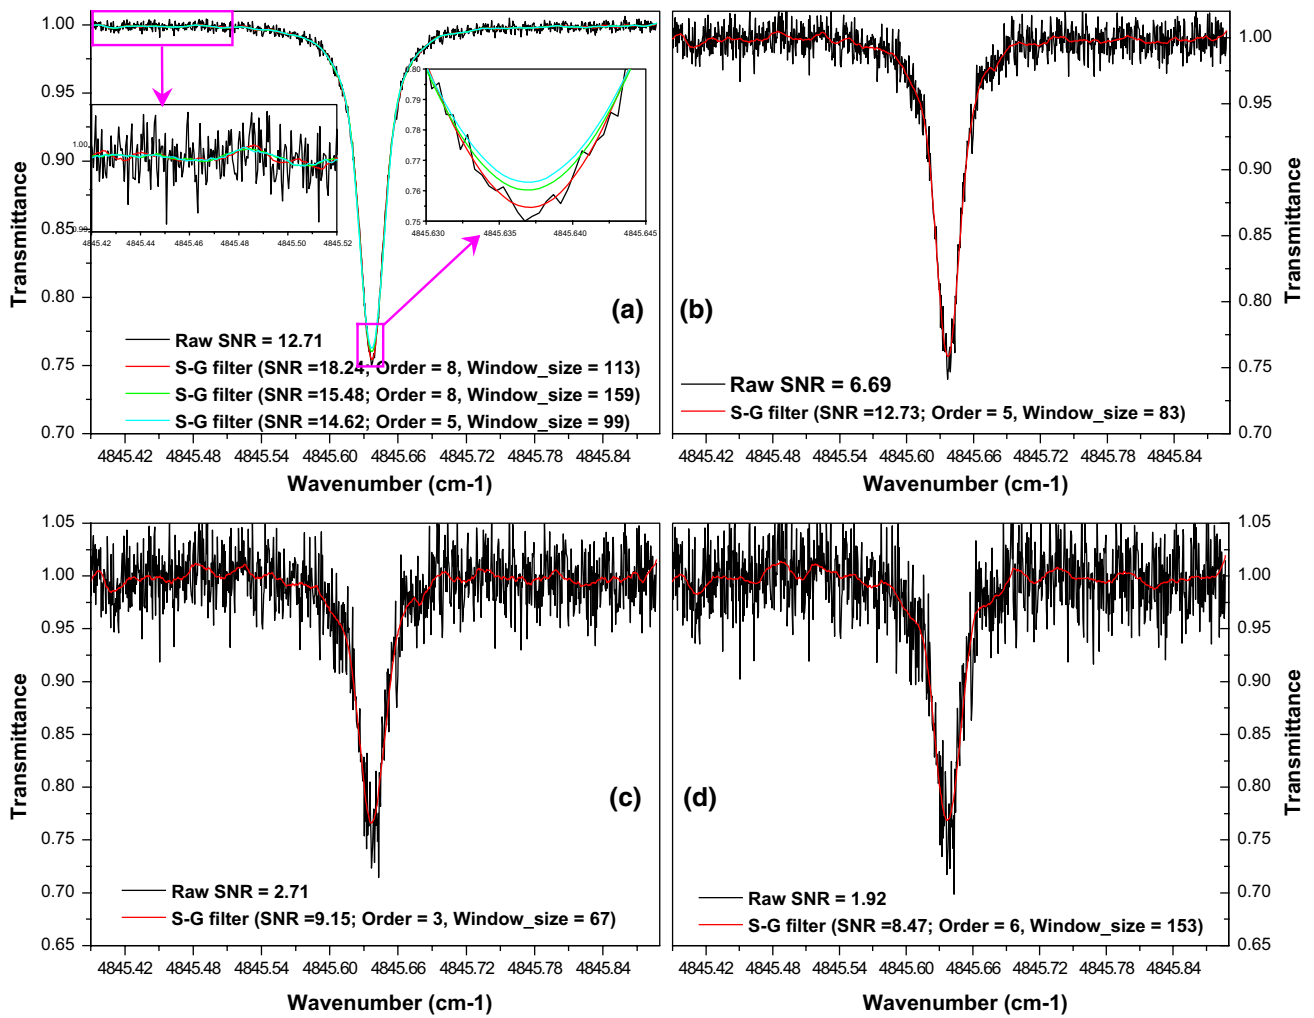 1.00
0.95
0.90
0.85
0.80
0.75
0.70
Transmittance
1.00
0.99
4845.42 4845.44 4845.46 4845.48 4845.50 4845.52
0.80
0.79
0.78
0.77
0.76
0.75
4845.630 4845.635 4845.640 4845.645
(a)
Raw SNR = 12.71
S-G filter (SNR =18.24; Order = 8, Window_size = 113)
S-G filter (SNR =15.48; Order = 8, Window_size = 159)
S-G filter (SNR =14.62; Order = 5, Window_size = 99)
4845.42 4845.48 4845.54 4845.60 4845.66 4845.72 4845.78 4845.84
Wavenumber (cm-1)
(b)
Raw SNR = 6.69
S-G filter (SNR =12.73; Order = 5, Window_size = 83)
1.00
0.95
0.90
0.85
0.80
0.75
0.70
Transmittance
4845.42 4845.48 4845.54 4845.60 4845.66 4845.72 4845.78 4845.84
Wavenumber (cm-1)
1.05
1.00
0.95
0.90
0.85
0.80
0.75
0.70
0.65
Transmittance
(c)
Raw SNR = 2.71
S-G filter (SNR =9.15; Order = 3, Window_size = 67)
4845.42 4845.48 4845.54 4845.60 4845.66 4845.72 4845.78 4845.84
Wavenumber (cm-1)
(d)
Raw SNR = 1.92
S-G filter (SNR =8.47; Order = 6, Window_size = 153)
1.05
1.00
0.95
0.90
0.85
0.80
0.75
0.70
0.65
Transmittance
4845.42 4845.48 4845.54 4845.60 4845.66 4845.72 4845.78 4845.84
Wavenumber (cm-1)